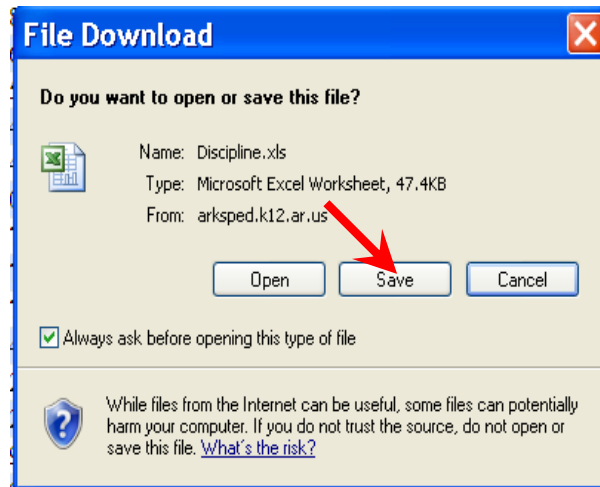 File Download
Do you want to open or save this file?
Name: Discipline.xls
Type: Microsoft Excel Worksheet, 47.4KB
From: arksped.k12.ar.us
Open Save Cancel
Always ask before opening this type of file
While files from the Internet can be useful, some files can potentially
harm your computer. If you do not trust the source, do not open or
save this file. What's the risk?